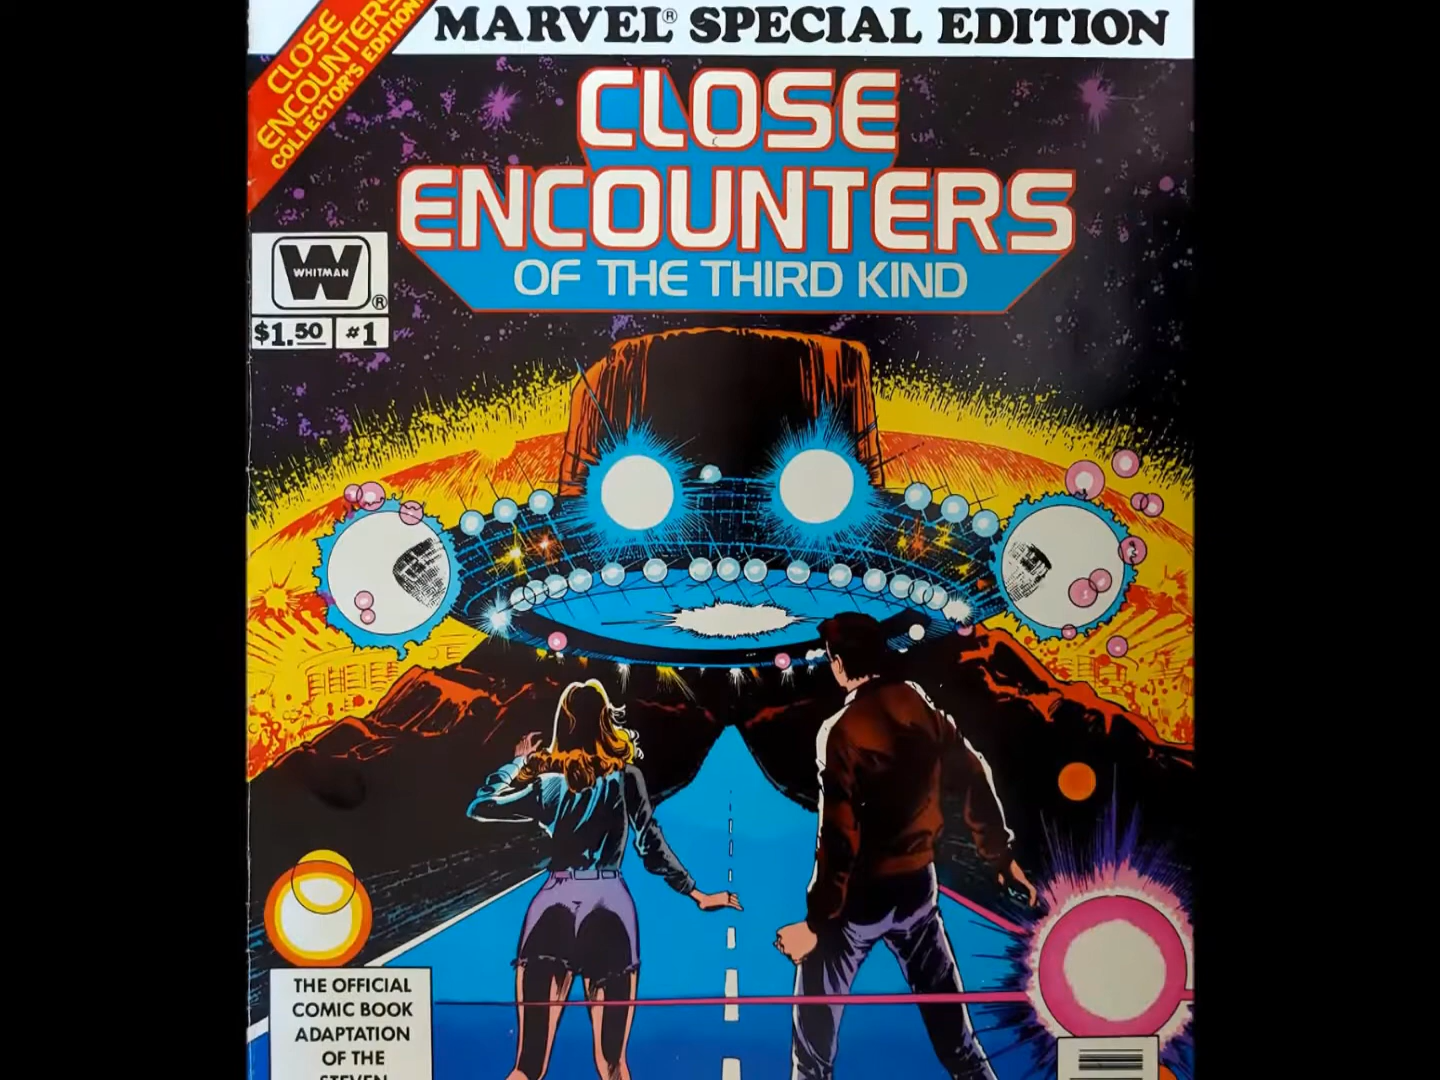 CLOSE
ENCOUNTERS
COLLECTOR'S EDITION!
MARVEL® SPECIAL EDITION
CLOSE
ENCOUNTERS
OF THE THIRD KIND
W
WHITMAN
®
$1.50 #1
THE OFFICIAL
COMIC BOOK
ADAPTATION
OF THE
STEVEN